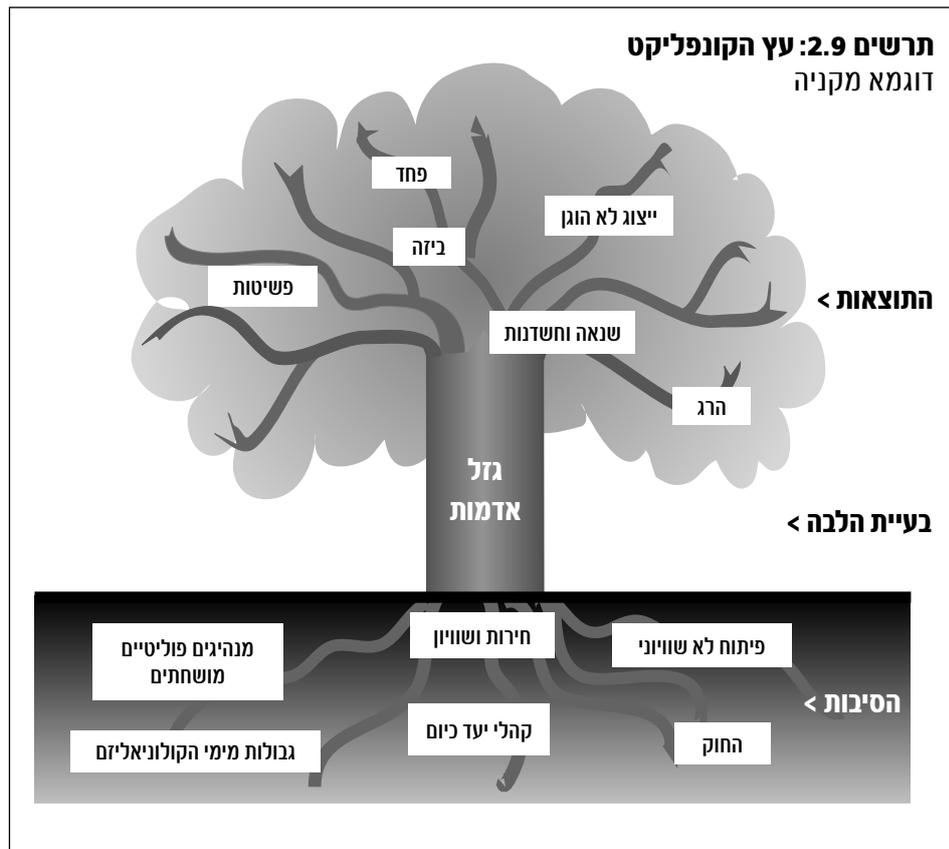 תרשים 2.9: עץ הקונפליקט
דוגמא מקניה
פחד
ייצוג לא הוגן
ביזה
פשיטות
התוצאות >
שנאה וחשדנות
הרג
גזל
אדמות
בעיית הלבה >
חירות ושוויון
פיתוח לא שוויוני
מנהיגים פוליטיים
מושחתים
הסיבות >
קהלי יעד כיום
החוק
גבולות מימי הקולוניאליזם